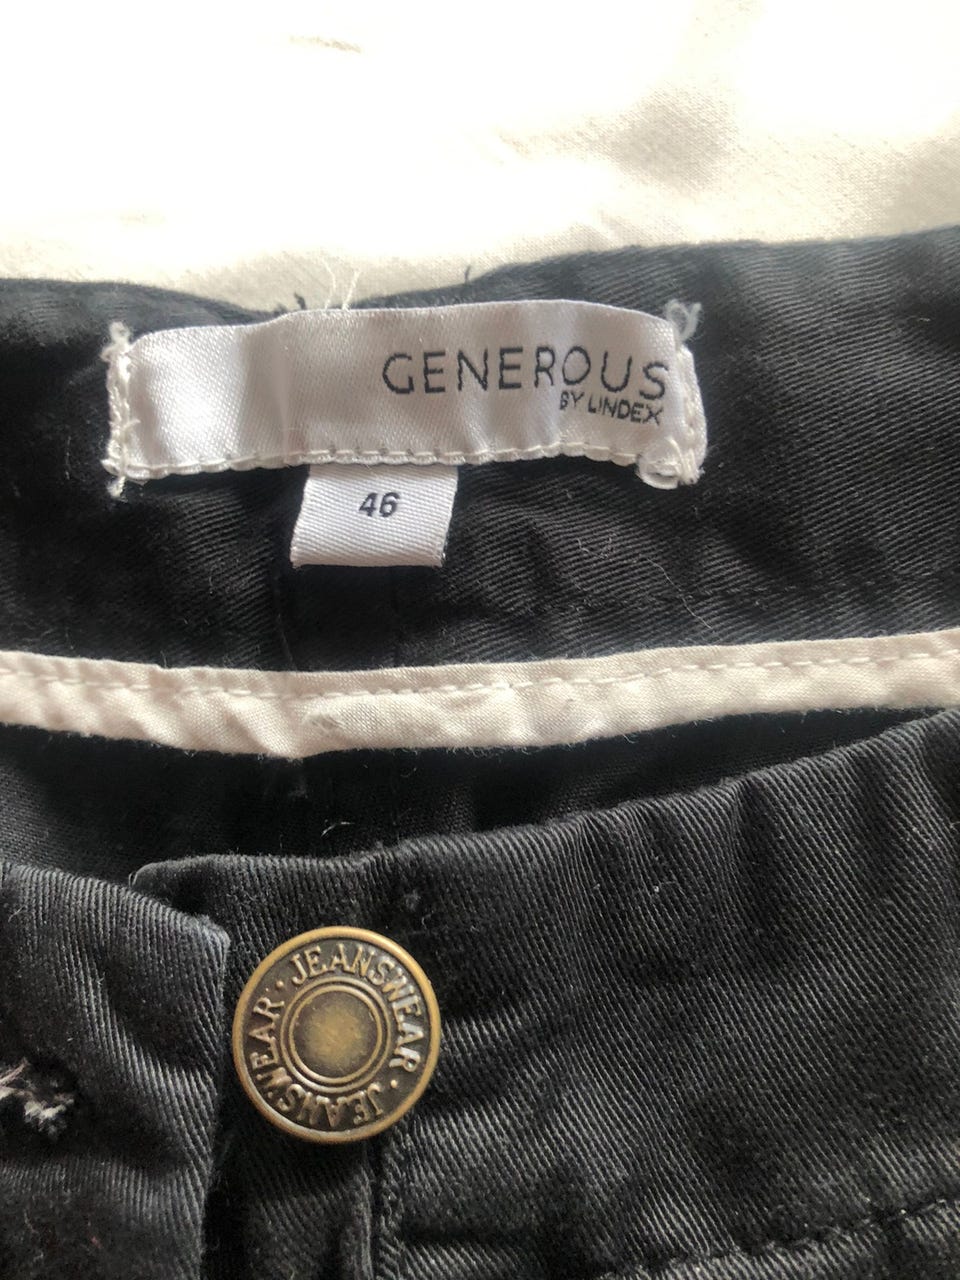 GENEROUS
BY LINDEX
46
JEANSWEAR · JEANSWEAR ·